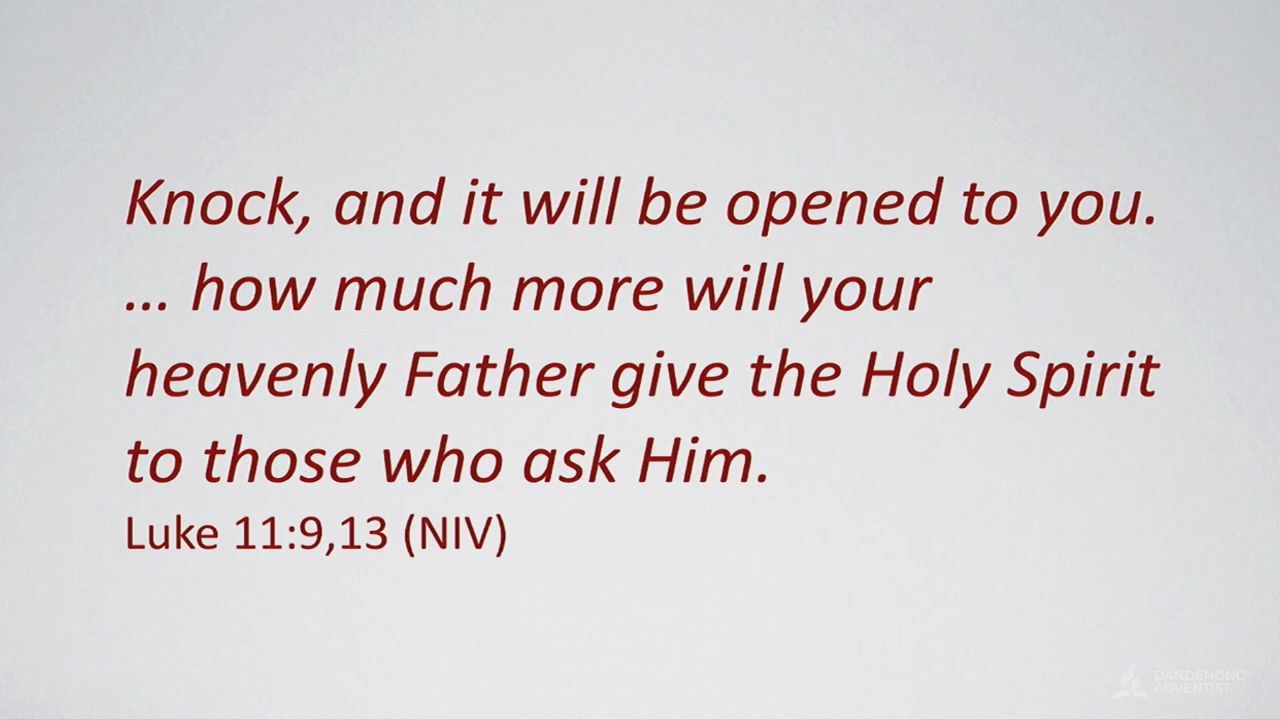 Knock, and it will be opened to you.
... how much more will your
heavenly Father give the Holy Spirit
to those who ask Him.
Luke 11:9,13 (NIV)
DANDENONG
ADVENTIST